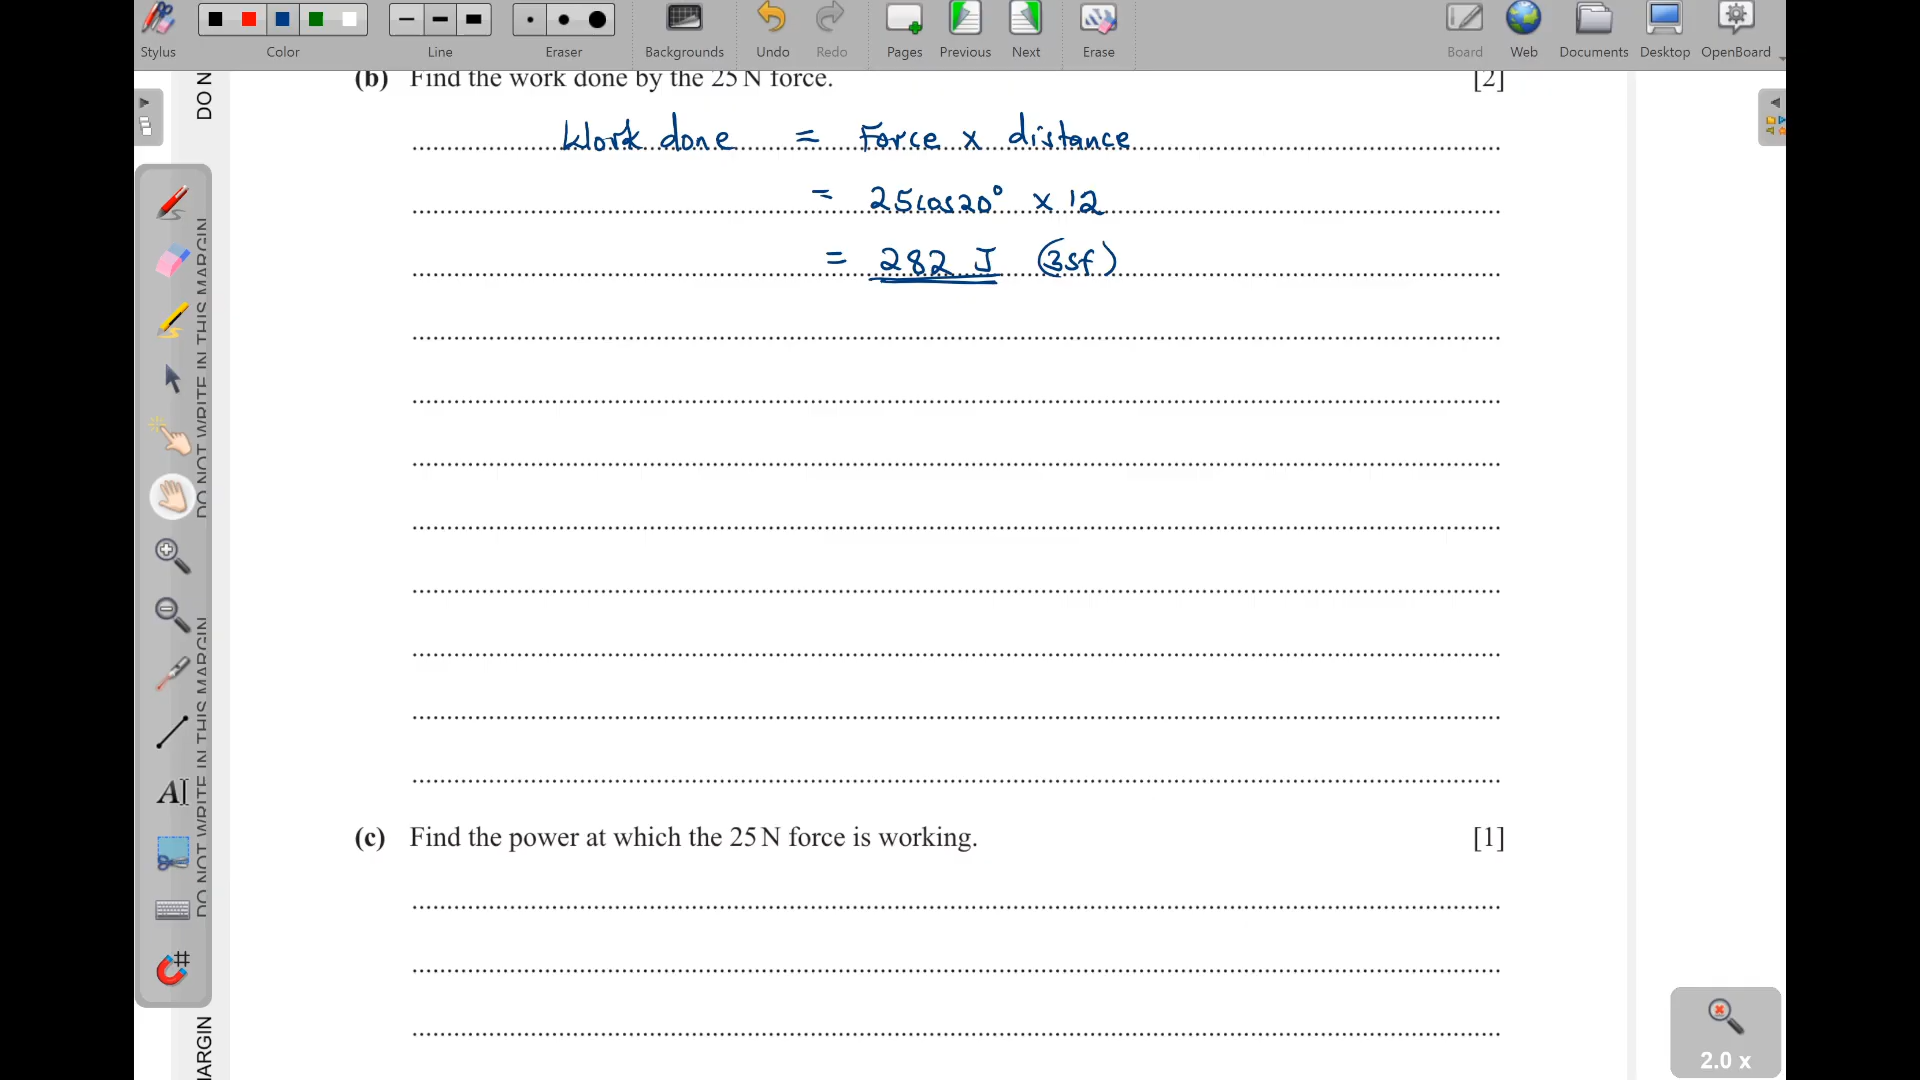 Stylus Color Line Eraser Backgrounds Undo Redo Pages Previous Next Erase Board Web Documents Desktop OpenBoard
DO N
(b) Find the work done by the 25 N force. [2]
Work done = Force x distance
= 25cos20° x 12
= 282 J (3sf)
DO NOT WRITE IN THIS MARGIN
DO NOT WRITE IN THIS MARGIN
(c) Find the power at which the 25 N force is working. [1]
MARGIN
2.0 x